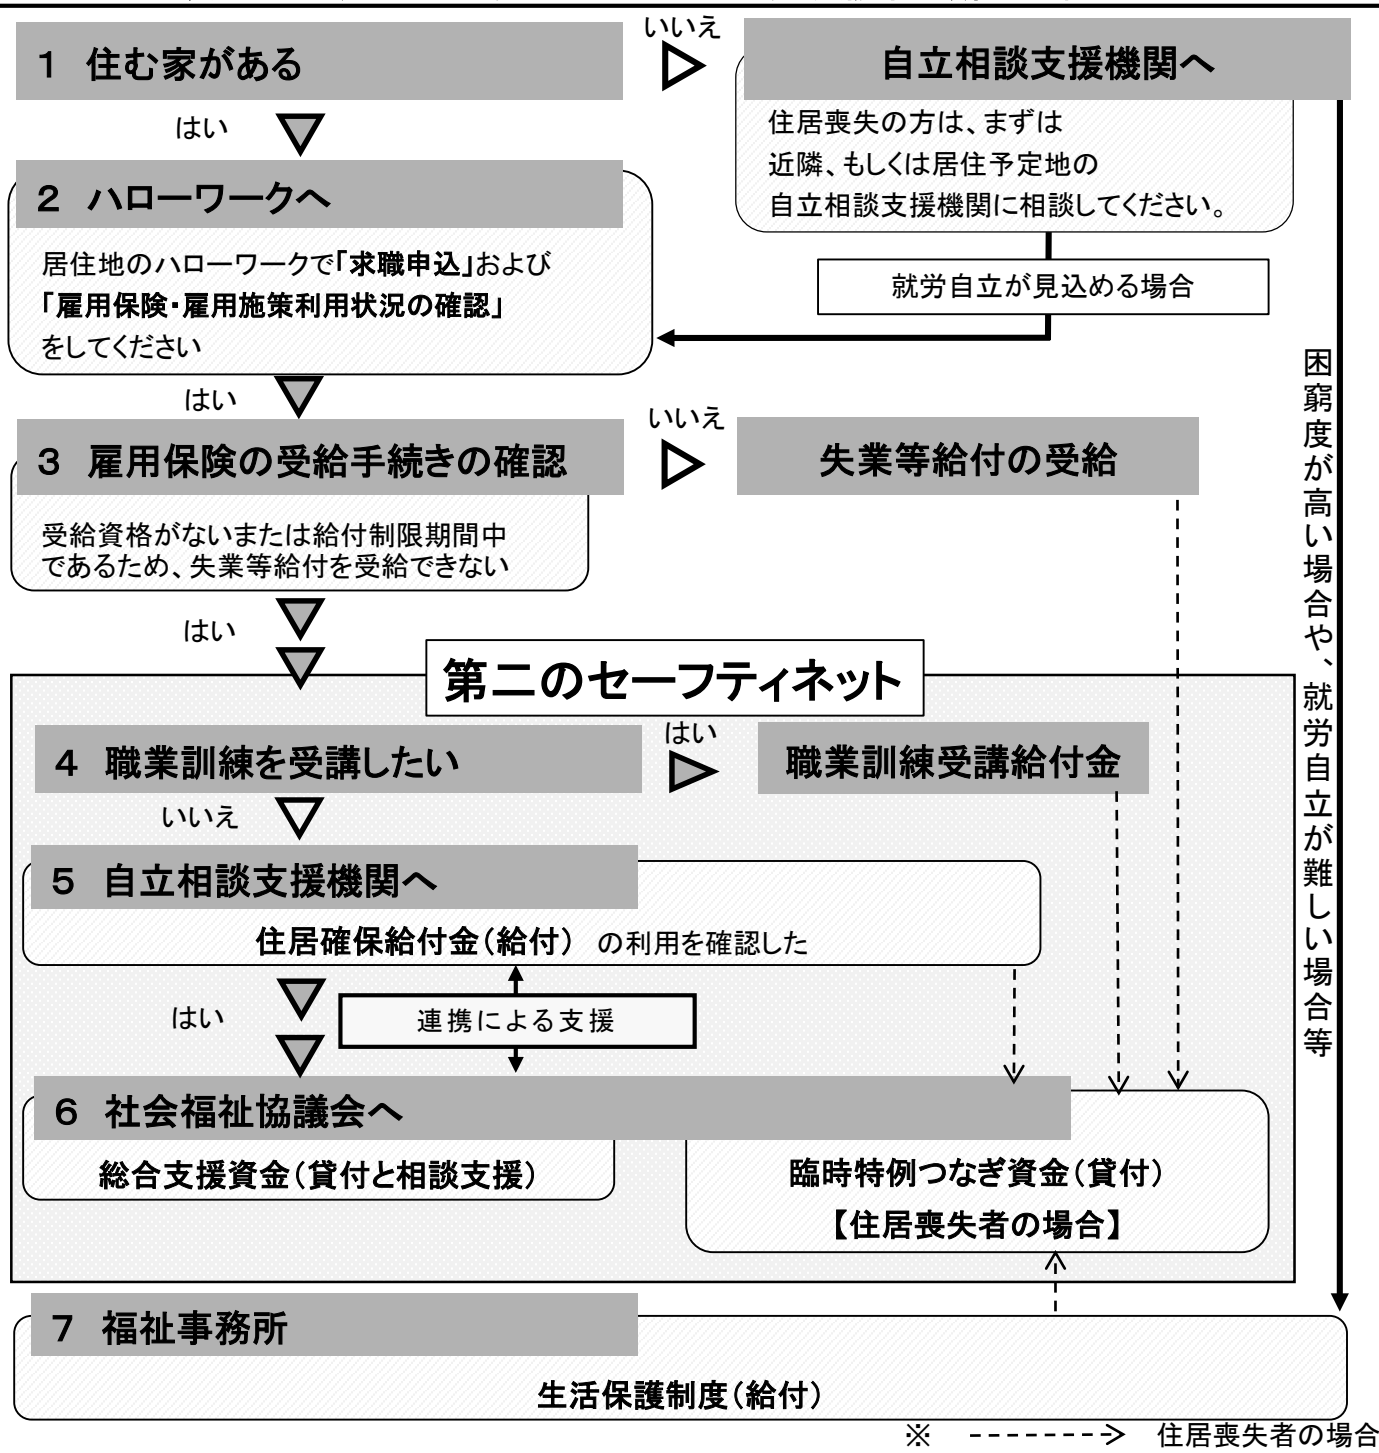 いいえ
1 住む家がある
自立相談支援機関へ
はい
住居喪失の方は、まずは
近隣、もしくは居住予定地の
自立相談支援機関に相談してください。
2 ハローワークへ
居住地のハローワークで「求職申込」および
「雇用保険・雇用施策利用状況の確認」
をしてください
就労自立が見込める場合
困窮度が高い場合や、就労自立が難しい場合等
はい
いいえ
3 雇用保険の受給手続きの確認
失業等給付の受給
受給資格がないまたは給付制限期間中
であるため、失業等給付を受給できない
はい
第二のセーフティネット
はい
4 職業訓練を受講したい
職業訓練受講給付金
いいえ
5 自立相談支援機関へ
住居確保給付金(給付) の利用を確認した
はい
連携による支援
6 社会福祉協議会へ
総合支援資金(貸付と相談支援)
臨時特例つなぎ資金(貸付)
【住居喪失者の場合】
7 福祉事務所
生活保護制度(給付)
※ 住居喪失者の場合